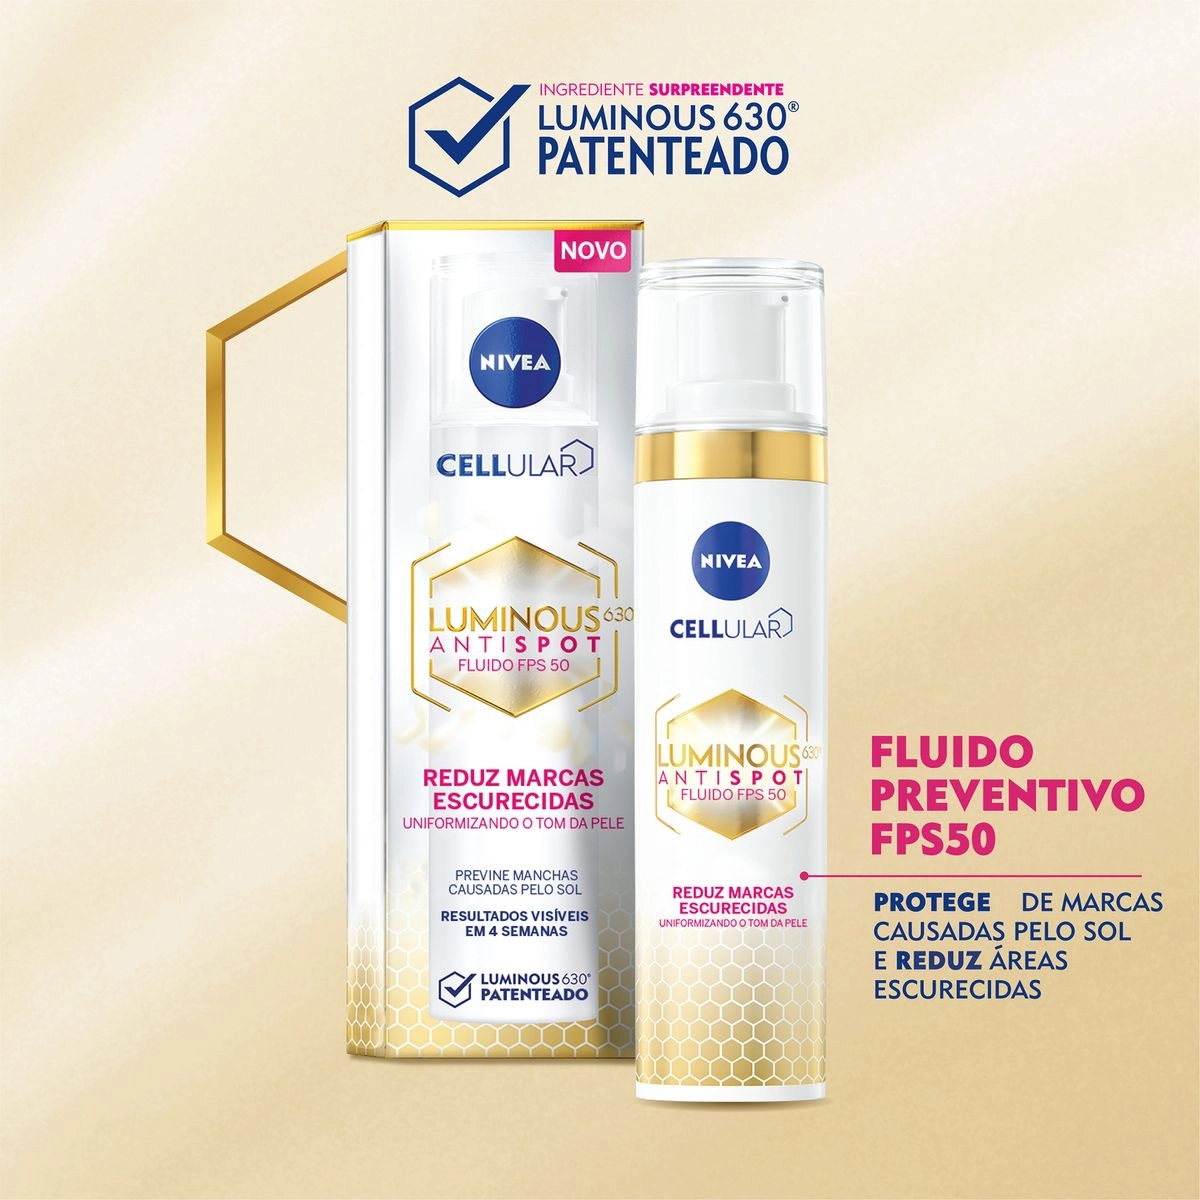 INGREDIENTE SURPREENDENTE
LUMINOUS 630®
PATENTEADO
NOVO
NIVEA
CELLULAR
LUMINOUS 630
ANTISPOT
FLUIDO FPS 50
REDUZ MARCAS
ESCURECIDAS
UNIFORMIZANDO O TOM DA PELE
PREVINE MANCHAS
CAUSADAS PELO SOL
RESULTADOS VISÍVEIS
EM 4 SEMANAS
LUMINOUS 630®
PATENTEADO
NIVEA
CELLULAR
LUMINOUS 630®
ANTISPOT
FLUIDO FPS 50
REDUZ MARCAS
ESCURECIDAS
UNIFORMIZANDO O TOM DA PELE
FLUIDO
PREVENTIVO
FPS50
PROTEGE DE MARCAS
CAUSADAS PELO SOL
E REDUZ ÁREAS
ESCURECIDAS